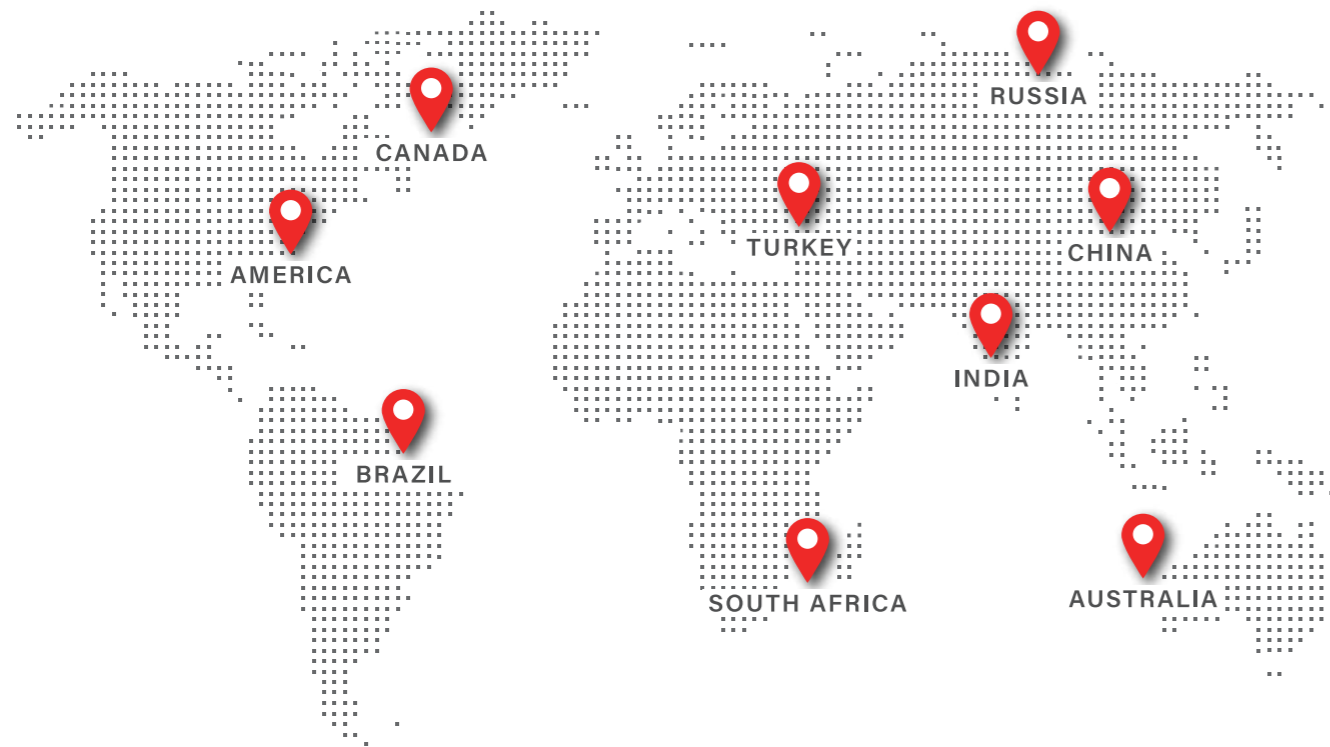 RUSSIA
CANADA
TURKEY
CHINA
AMERICA
INDIA
BRAZIL
SOUTH AFRICA
AUSTRALIA